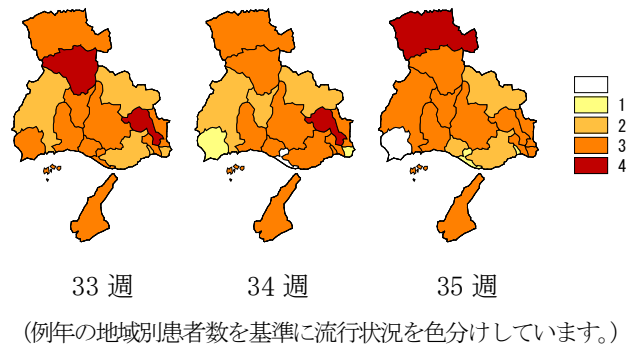 1
2
3
4
33 週
34 週
35 週
(例年の地域別患者数を基準に流行状況を色分けしています。)